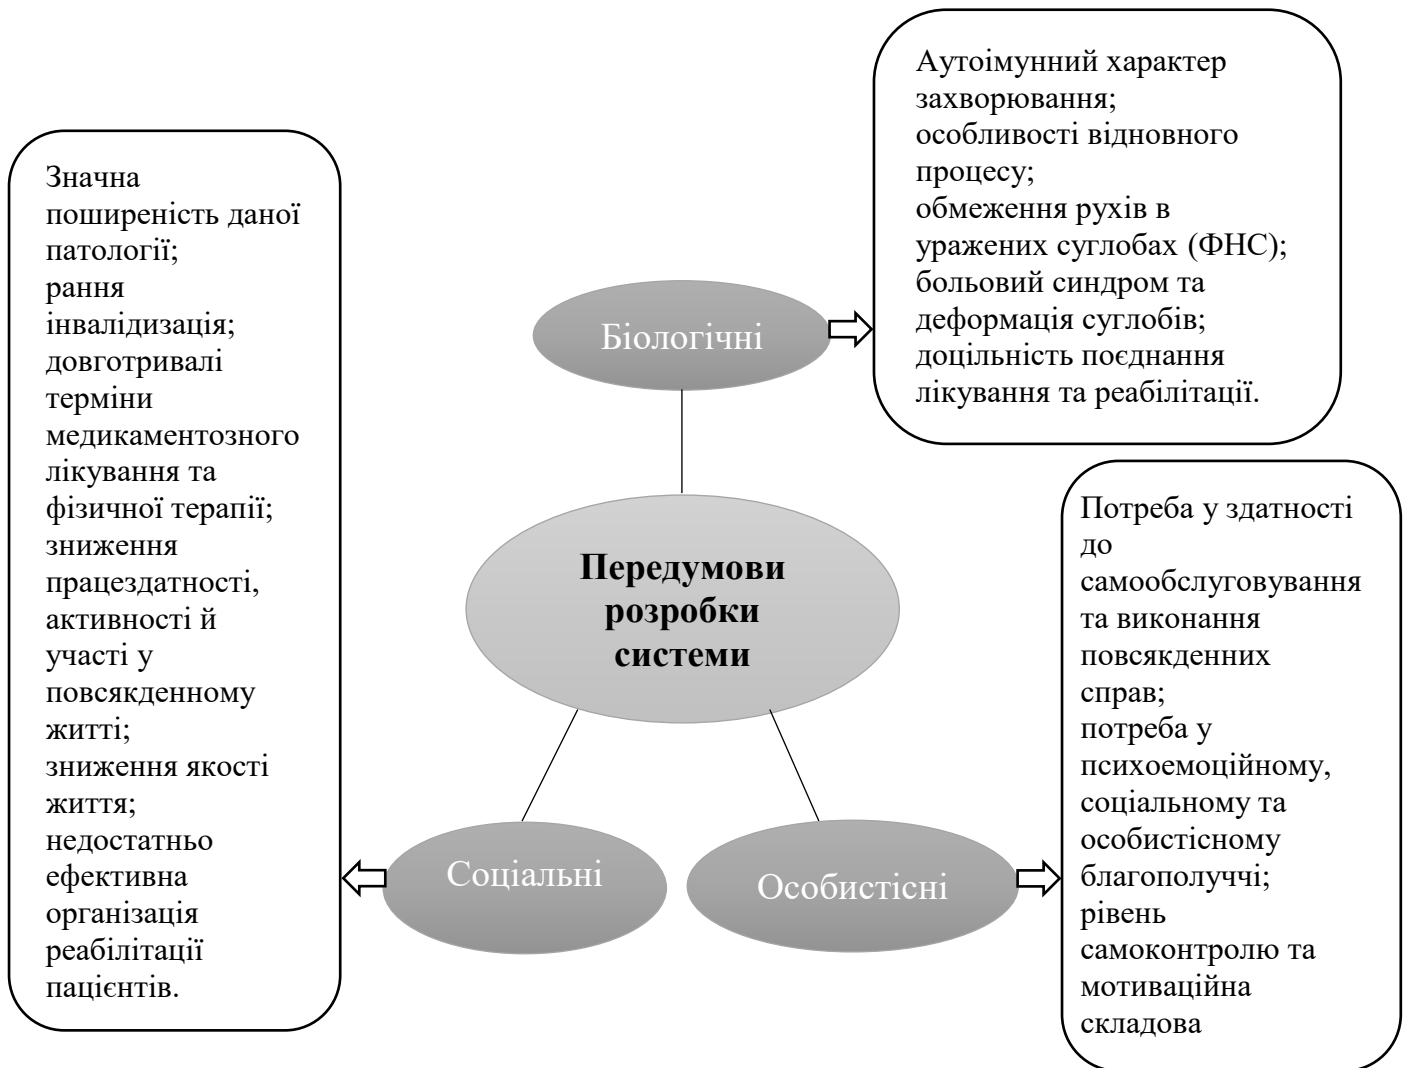 Аутоімунний характер
захворювання;
особливості відновного
процесу;
обмеження рухів в
уражених суглобах (ФНС);
больовий синдром та
деформація суглобів;
доцільність поєднання
лікування та реабілітації.
Значна
поширеність даної
патології;
рання
інвалідизація;
довготривалі
терміни
медикаментозного
лікування та
фізичної терапії;
зниження
працездатності,
активності й
участі у
повсякденному
житті;
зниження якості
життя;
недостатньо
ефективна
організація
реабілітації
пацієнтів.
Біологічні
Передумови
розробки
системи
Соціальні
Особистісні
Потреба у здатності
до
самообслуговування
та виконання
повсякденних
справ;
потреба у
психоемоційному,
соціальному та
особистісному
благополуччі;
рівень
самоконтролю та
мотиваційна
складова